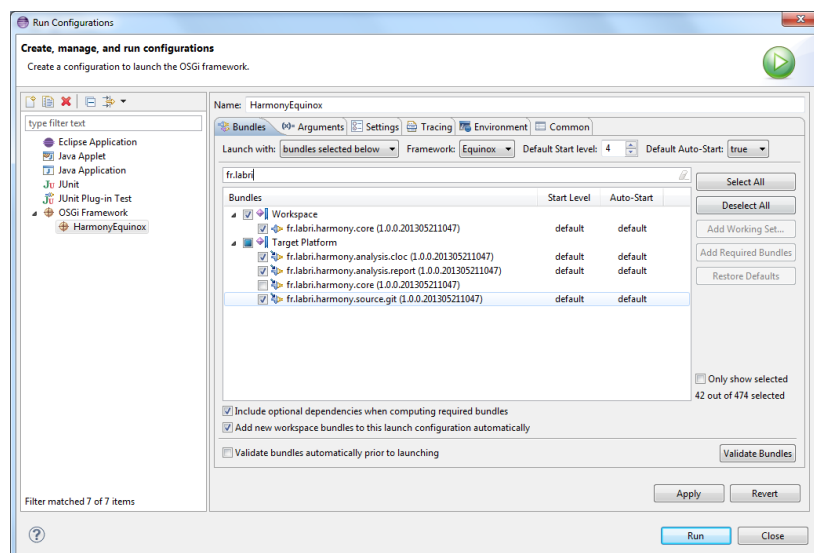 Run Configurations
Create, manage, and run configurations
Create a configuration to launch the OSGi framework.
type filter text
Eclipse Application
Java Applet
Java Application
Ju JUnit
JUnit Plug-in Test
OSGi Framework
HarmonyEquinox
Filter matched 7 of 7 items
Name: HarmonyEquinox
Bundles Arguments Settings Tracing Environment Common
Launch with: bundles selected below Framework: Equinox Default Start level: 4 Default Auto-Start: true
fr.labri
Bundles Start Level Auto-Start
Workspace
fr.labri.harmony.core (1.0.0.201305211047) default default
Target Platform
fr.labri.harmony.analysis.cloc (1.0.0.201305211047) default default
fr.labri.harmony.analysis.report (1.0.0.201305211047) default default
fr.labri.harmony.core (1.0.0.201305211047)
fr.labri.harmony.source.git (1.0.0.201305211047) default default
Select All
Deselect All
Add Working Set...
Add Required Bundles
Restore Defaults
Only show selected
42 out of 474 selected
Include optional dependencies when computing required bundles
Add new workspace bundles to this launch configuration automatically
Validate bundles automatically prior to launching
Validate Bundles
Apply Revert
Run Close